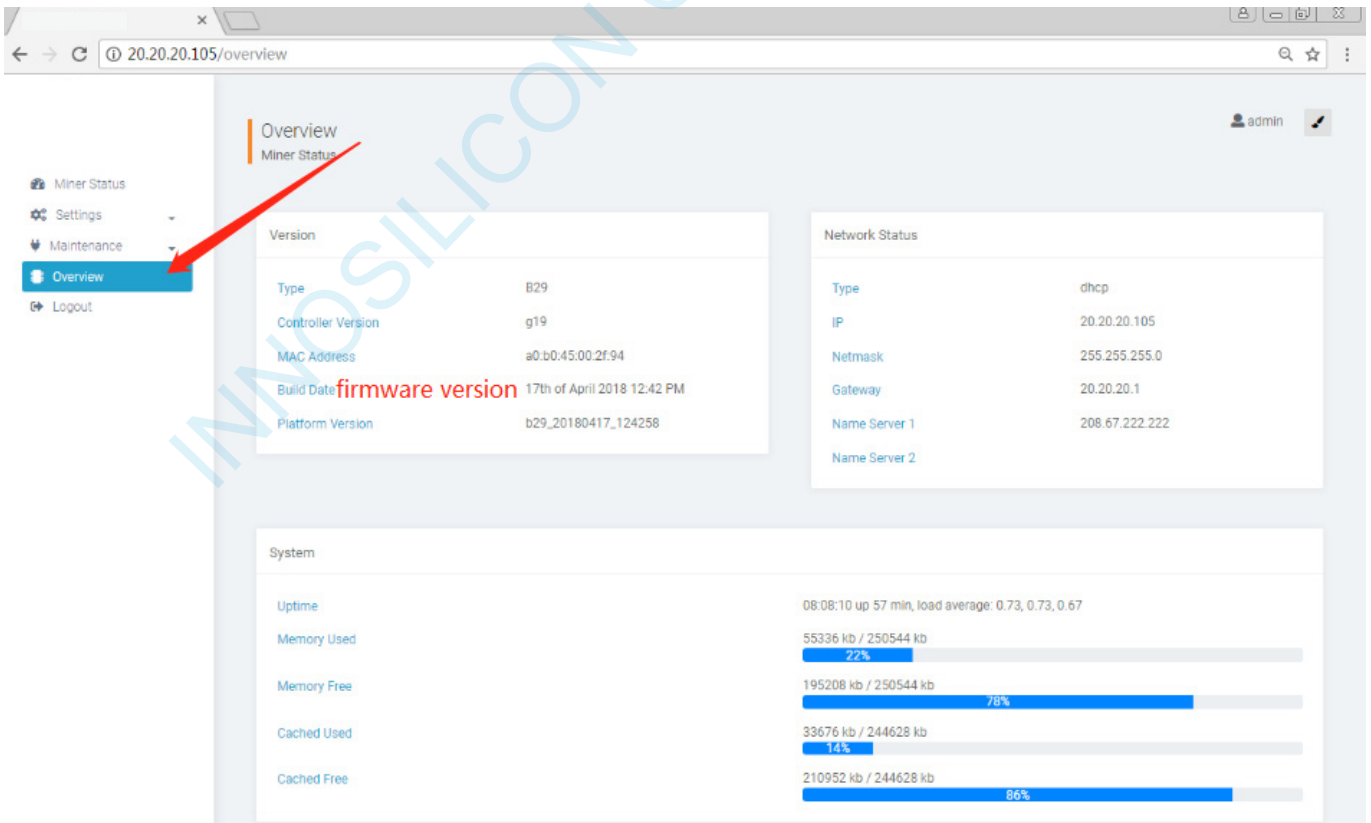 20.20.20.105/overview
Overview
Miner Status
admin
Miner Status
Settings
Maintenance
Overview
Logout
Version
Type B29
Controller Version g19
MAC Address a0:b0:45:00:2f:94
Build Date firmware version 17th of April 2018 12:42 PM
Platform Version b29_20180417_124258
Network Status
Type dhcp
IP 20.20.20.105
Netmask 255.255.255.0
Gateway 20.20.20.1
Name Server 1 208.67.222.222
Name Server 2
System
Uptime 08:08:10 up 57 min, load average: 0.73, 0.73, 0.67
Memory Used 55336 kb / 250544 kb
22%
Memory Free 195208 kb / 250544 kb
78%
Cached Used 33676 kb / 244628 kb
14%
Cached Free 210952 kb / 244628 kb
86%
INNOSILICON